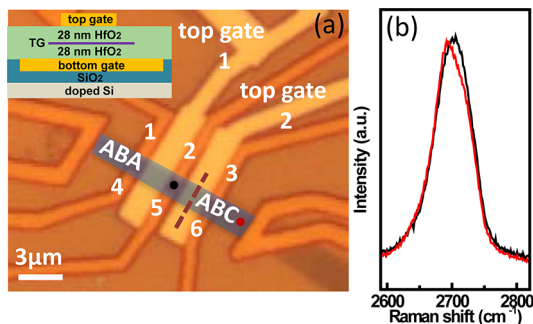 (a)
top gate
28 nm HfO2
TG
28 nm HfO2
bottom gate
SiO2
doped Si
top gate
1
top gate
2
1
2
3
ABA
ABC
4
5
6
3μm
(b)
Intensity (a.u.)
2600 2700 2800
Raman shift (cm-1)